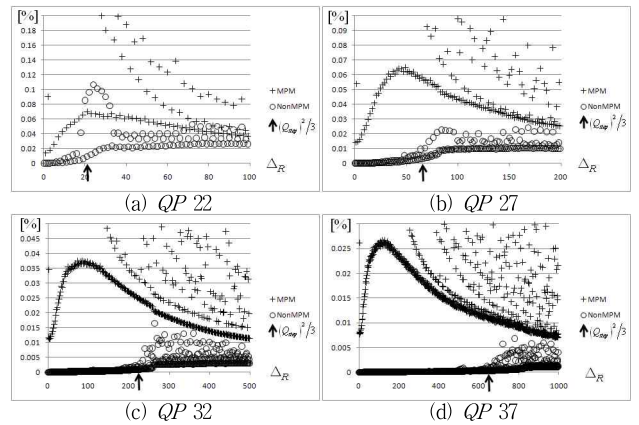 [%]
0.18
0.16
0.14
0.12
0.1
0.08
0.06
0.04
0.02
0
0 20 40 60 80 100
+ MPM
○ NonMPM
↑ (Q_step)²/3
Δ_R
(a) QP 22
[%]
0.09
0.08
0.07
0.06
0.05
0.04
0.03
0.02
0.01
0
0 50 100 150 200
+ MPM
○ NonMPM
↑ (Q_step)²/3
Δ_R
(b) QP 27
[%]
0.045
0.04
0.035
0.03
0.025
0.02
0.015
0.01
0.005
0
0 100 200 300 400 500
+ MPM
○ NonMPM
↑ (Q_step)²/3
Δ_R
(c) QP 32
[%]
0.025
0.02
0.015
0.01
0.005
0
0 200 400 600 800 1000
+ MPM
○ NonMPM
↑ (Q_step)²/3
Δ_R
(d) QP 37